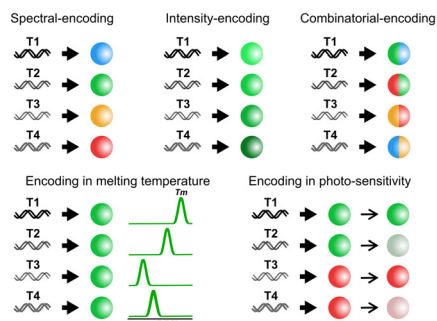 Spectral-encoding
T1
T2
T3
T4
Intensity-encoding
T1
T2
T3
T4
Combinatorial-encoding
T1
T2
T3
T4
Encoding in melting temperature
Tm
T1
T2
T3
T4
Encoding in photo-sensitivity
T1
T2
T3
T4